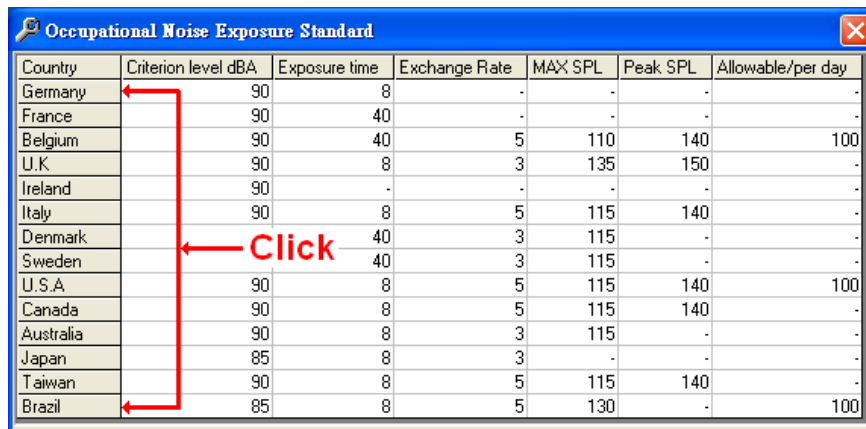 Occupational Noise Exposure Standard
Country Criterion level dBA Exposure time Exchange Rate MAX SPL Peak SPL Allowable/per day
Germany 90 8 - - - -
France 90 40 - - - -
Belgium 90 40 5 110 140 100
U.K 90 8 3 135 150 -
Ireland 90 - - - - -
Italy 90 8 5 115 140 -
Denmark 40 3 115 - -
Click
Sweden 40 3 115 - -
U.S.A 90 8 5 115 140 100
Canada 90 8 5 115 140 -
Australia 90 8 3 115 - -
Japan 85 8 3 - - -
Taiwan 90 8 5 115 140 -
Brazil 85 8 5 130 - 100